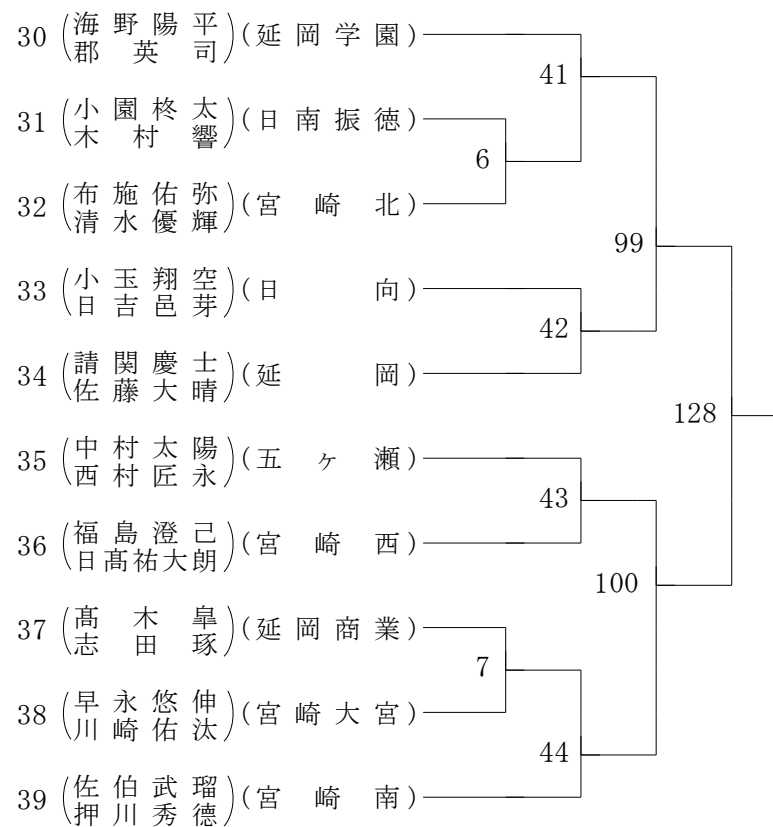 30 (海野陽平 郡英司) (延岡学園)
41
31 (小園柊太 木村響) (日南振徳)
6
32 (布施佑弥 清水優輝) (宮崎北)
99
33 (小玉翔空 日吉邑芽) (日向)
42
34 (請関慶士 佐藤大晴) (延岡)
128
35 (中村太陽 西村匠永) (五ヶ瀬)
43
36 (福島澄己 日髙祐大朗) (宮崎西)
100
37 (髙木皐 志田琢) (延岡商業)
7
38 (早永悠伸 川崎佑汰) (宮崎大宮)
44
39 (佐伯武瑠 押川秀德) (宮崎南)